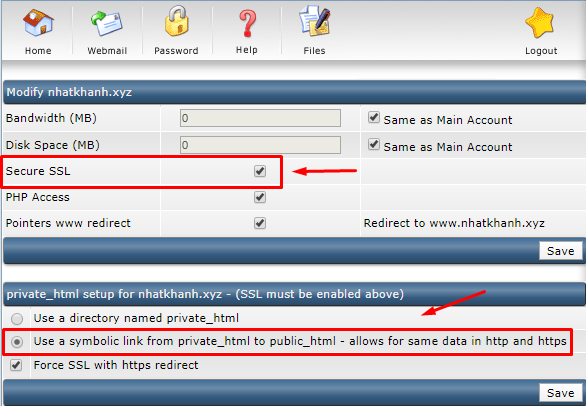 Home Webmail Password Help Files Logout
Modify nhatkhanh.xyz
Bandwidth (MB) 0 Same as Main Account
Disk Space (MB) 0 Same as Main Account
Secure SSL
PHP Access
Pointers www redirect Redirect to www.nhatkhanh.xyz
Save
private_html setup for nhatkhanh.xyz - (SSL must be enabled above)
Use a directory named private_html
Use a symbolic link from private_html to public_html - allows for same data in http and https
Force SSL with https redirect
Save